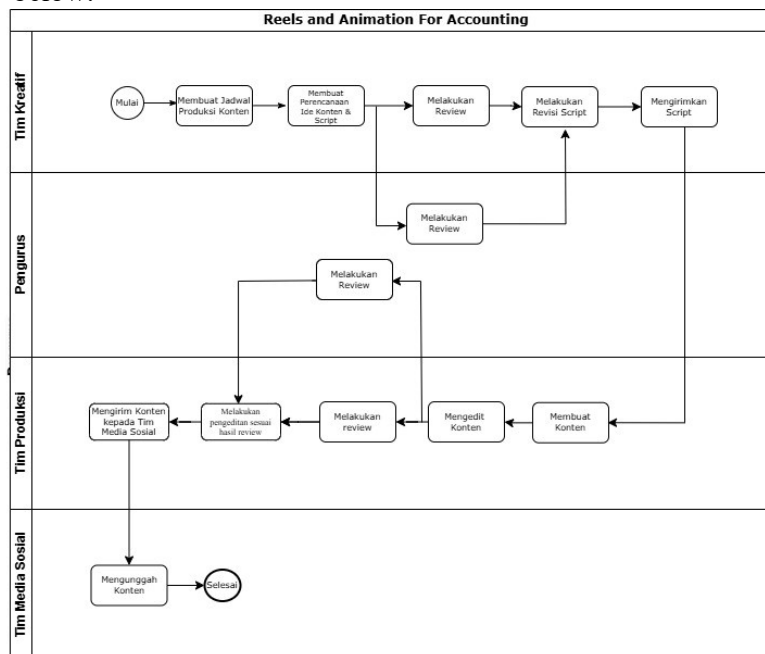 Reels and Animation For Accounting
Tim Kreatif
Mulai
Membuat Jadwal
Produksi Konten
Membuat
Perencanaan
Ide Konten &
Script
Melakukan
Review
Melakukan
Revisi Script
Mengirimkan
Script
Pengurus
Melakukan
Review
Melakukan
Review
Tim Produksi
Mengirim Konten
kepada Tim
Media Sosial
Melakukan
pengeditan sesuai
hasil review
Melakukan
review
Mengedit
Konten
Membuat
Konten
Tim Media Sosial
Mengunggah
Konten
Selesai